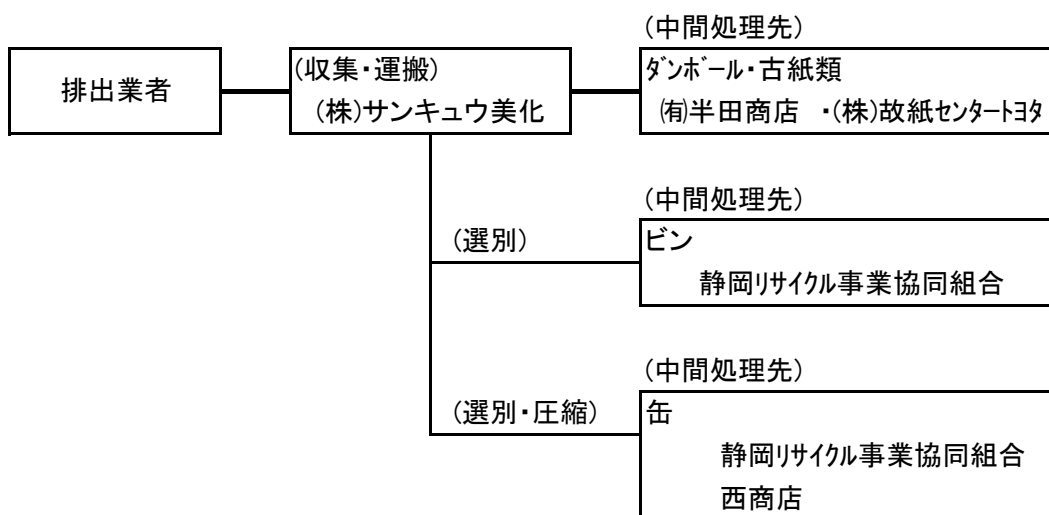 (中間処理先)
排出業者
(収集・運搬)
(株)サンキュウ美化
ﾀﾞﾝﾎﾞｰﾙ・古紙類
㈲半田商店 ・(株)故紙ｾﾝﾀｰﾄﾖﾀ
(中間処理先)
(選別)
ビン
静岡ﾘｻｲｸﾙ事業協同組合
(中間処理先)
(選別・圧縮)
缶
静岡ﾘｻｲｸﾙ事業協同組合
西商店